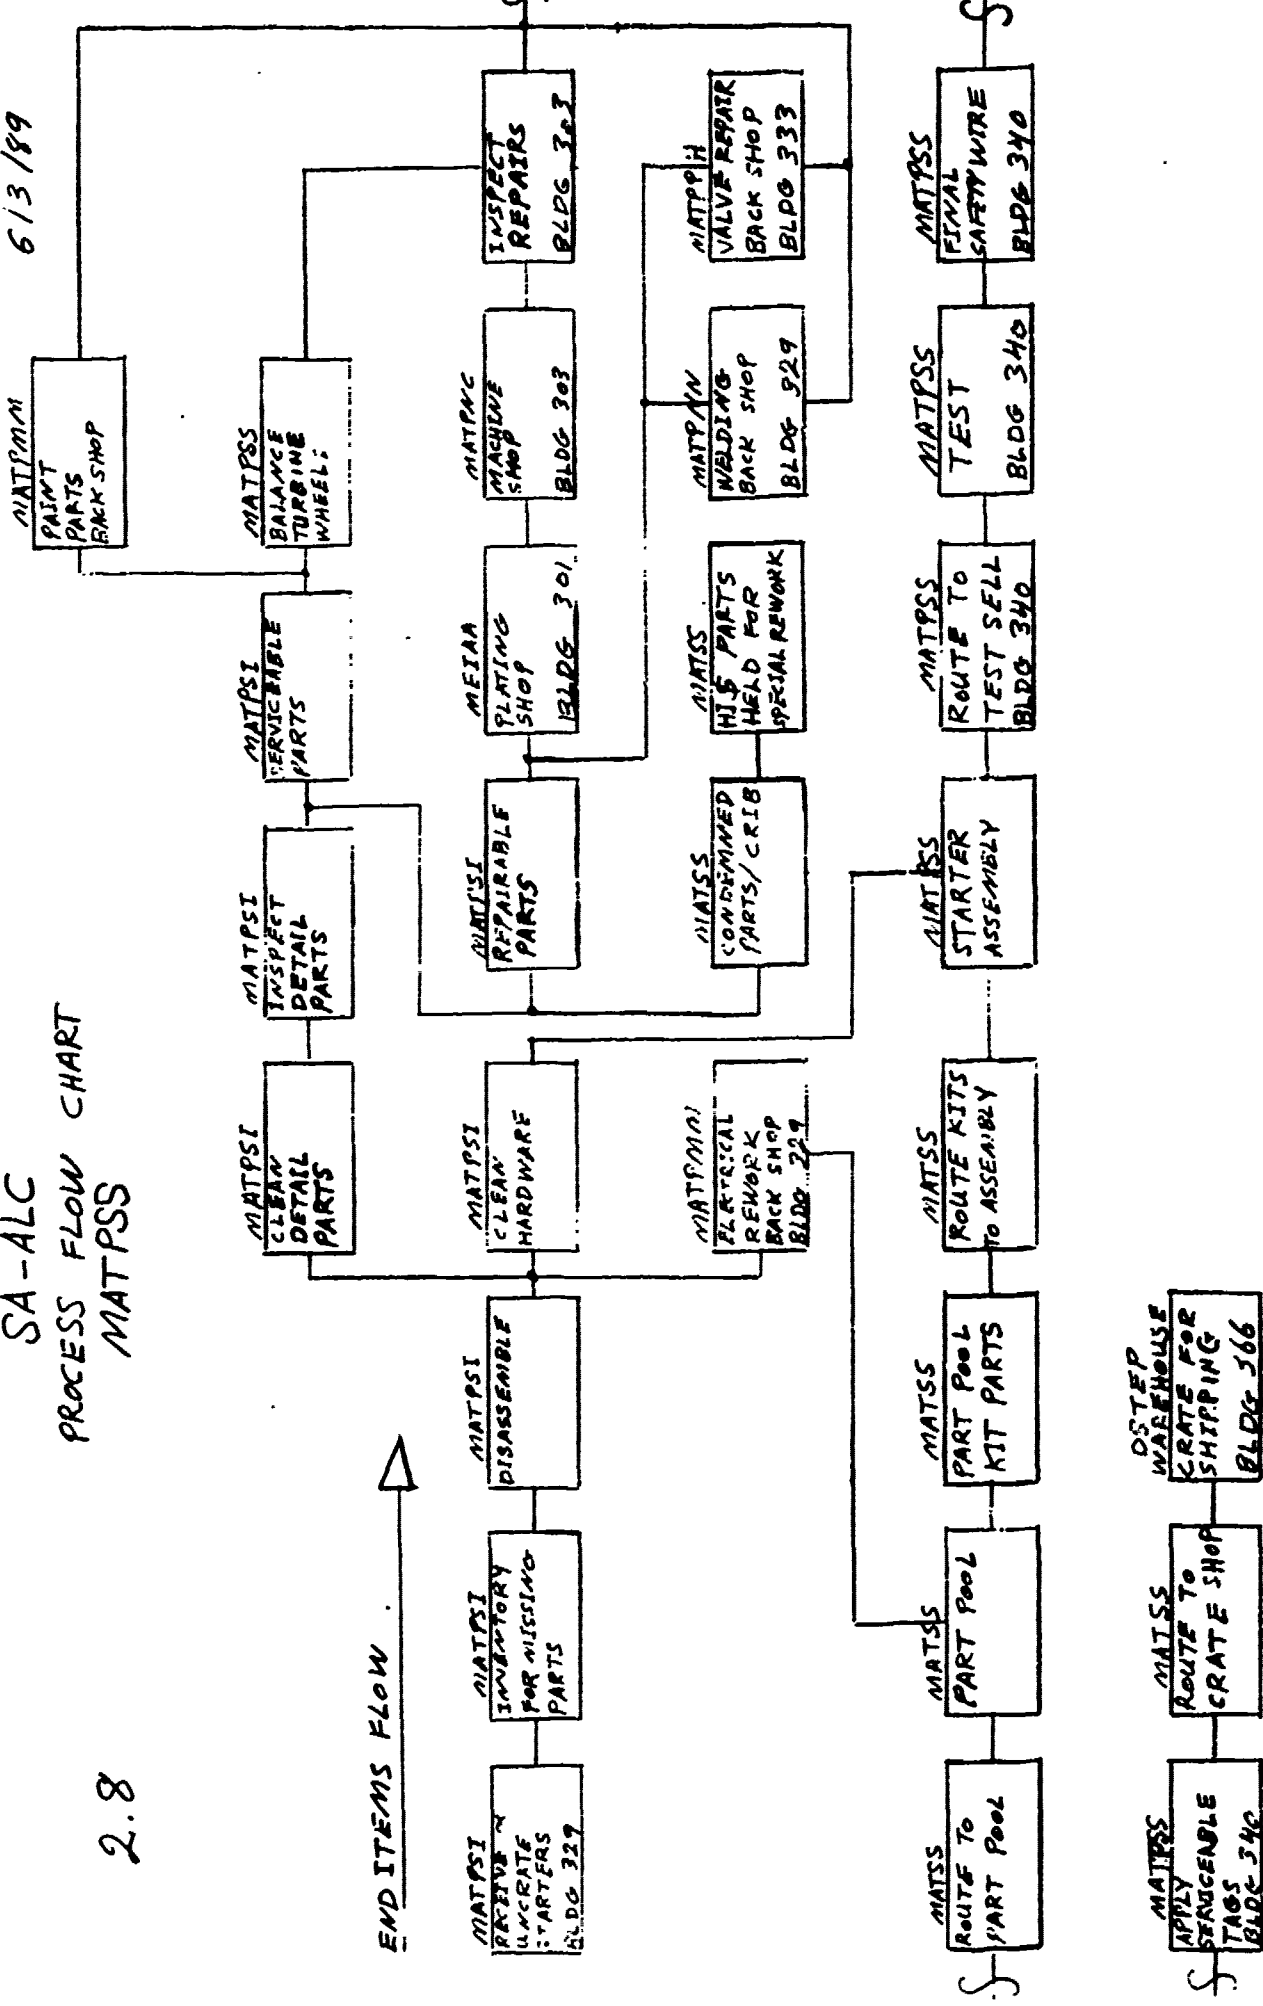 2.8
SA-ALC
PROCESS FLOW CHART
MATPSS
6/3/89
END ITEMS FLOW
MATPMM
PAINT
PARTS
BACK SHOP
MATPSI
CLEAN
DETAIL
PARTS
MATPSI
INSPECT
DETAIL
PARTS
MATPSI
SERVICEABLE
PARTS
MATPSS
BALANCE
TURBINE
WHEEL
MATPSI
RECEIVE
UNCRATE
STARTERS
BLDG 329
MATPSI
INVENTORY
FOR MISSING
PARTS
MATPSI
DISASSEMBLE
MATPSI
CLEAN
HARDWARE
REPAIRABLE
PARTS
MEIAA
PLATING
SHOP
BLDG 301
MATPNC
MACHINE
SHOP
BLDG 303
INSPECT
REPAIRS
BLDG 303
ELECTRICAL
REWORK
BACK SHOP
BLDG
MATSS
CONDEMNED
PARTS/CRIB
MATSS
HI$ PARTS
HELD FOR
SPECIAL REWORK
MATPNN
WELDING
BACK SHOP
BLDG 329
MATPPH
VALVE REPAIR
BACK SHOP
BLDG 333
MATSS
ROUTE TO
PART POOL
MATSS
PART POOL
MATSS
PART POOL
KIT PARTS
MATSS
ROUTE KITS
TO ASSEMBLY
MATPSS
STARTER
ASSEMBLY
MATPSS
ROUTE TO
TEST SELL
BLDG 340
MATPSS
TEST
BLDG 340
MATPSS
FINAL
SAFETY WIRE
BLDG 340
MATPSS
APPLY
SERVICEABLE
TAGS
BLDG 340
MATSS
ROUTE TO
CRATE SHOP
DSTEP
WAREHOUSE
CRATE FOR
SHIPPING
BLDG 366